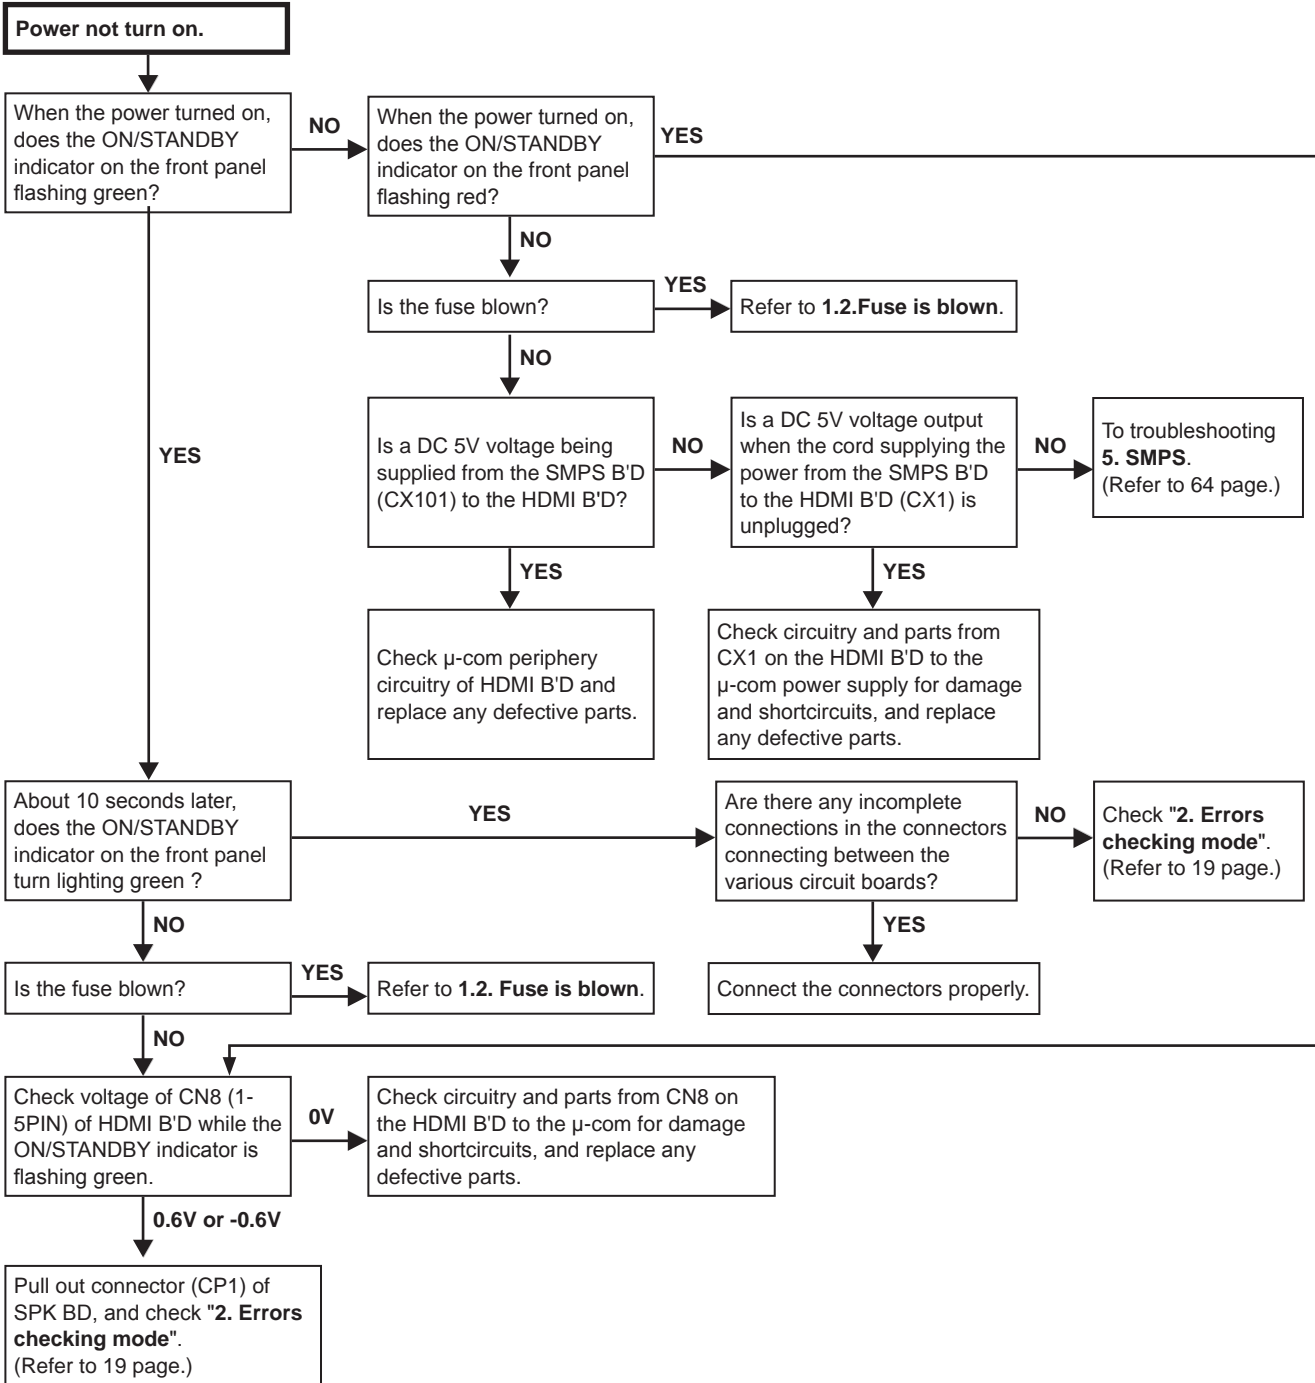 Power not turn on.
When the power turned on,
does the ON/STANDBY
indicator on the front panel
flashing green?
NO
When the power turned on,
does the ON/STANDBY
indicator on the front panel
flashing red?
YES
NO
Is the fuse blown?
YES
Refer to 1.2.Fuse is blown.
NO
YES
Is a DC 5V voltage being
supplied from the SMPS B'D
(CX101) to the HDMI B'D?
NO
Is a DC 5V voltage output
when the cord supplying the
power from the SMPS B'D
to the HDMI B'D (CX1) is
unplugged?
NO
To troubleshooting
5. SMPS.
(Refer to 64 page.)
YES
YES
Check µ-com periphery
circuitry of HDMI B'D and
replace any defective parts.
Check circuitry and parts from
CX1 on the HDMI B'D to the
µ-com power supply for damage
and shortcircuits, and replace
any defective parts.
About 10 seconds later,
does the ON/STANDBY
indicator on the front panel
turn lighting green ?
YES
Are there any incomplete
connections in the connectors
connecting between the
various circuit boards?
NO
Check "2. Errors
checking mode".
(Refer to 19 page.)
NO
YES
Is the fuse blown?
YES
Refer to 1.2. Fuse is blown.
Connect the connectors properly.
NO
Check voltage of CN8 (1-
5PIN) of HDMI B'D while the
ON/STANDBY indicator is
flashing green.
0V
Check circuitry and parts from CN8 on
the HDMI B'D to the µ-com for damage
and shortcircuits, and replace any
defective parts.
0.6V or -0.6V
Pull out connector (CP1) of
SPK BD, and check "2. Errors
checking mode".
(Refer to 19 page.)